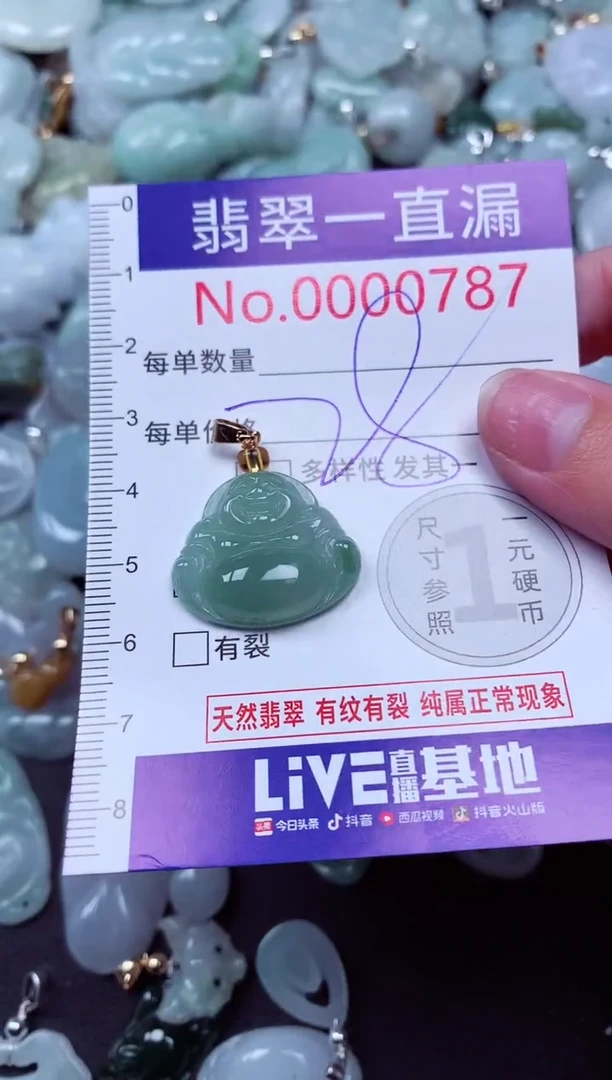 翡翠一直漏
No.0000787
每单数量
每单价格
多样性 发其一
有裂
尺寸参照
1
一元硬币
天然翡翠 有纹有裂 纯属正常现象
LiVE直播基地
头条 今日头条 抖音 西瓜视频 抖音火山版
0
1
2
3
4
5
6
7
8